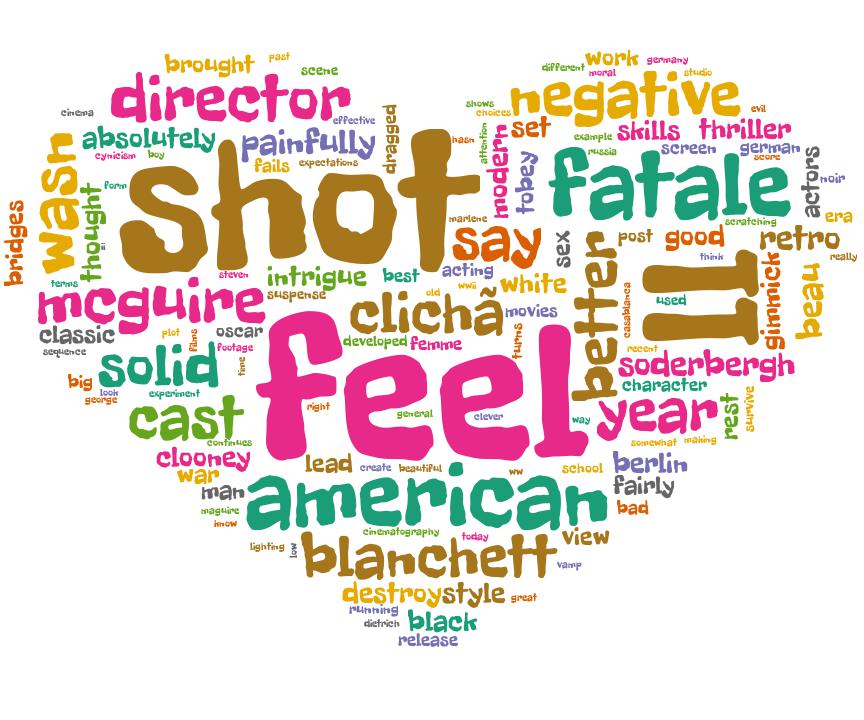 brought
past
scene
director
cinema
absolutely
painfully
effective
dragged
cynicism
boy
fails
expectations
wash
thought
form
iii
bridges
shot
hasn
work
germany
different
moral
studio
negative
evil
shows
choices
set
example
skills
thriller
attention
modern
tobey
russia
screen
german
score
fatale
actors
noir
era
marlene
say
sex
scratching
post
good
retro
really
think
terms
steven
intrigue
best
acting
white
wwii
old
suspense
mcguire
clichã
movies
better
casablanca
used
II
gimmick
beau
classic
plot
films
oscar
footage
sequence
developed
femme
turns
recent
soderbergh
solid
time
feel
character
big
look
george
experiment
cast
continues
right
general
clever
way
year
rest
survive
somewhat
making
clooney
war
man
lead
create
beautiful
ww
school
berlin
fairly
bad
maguire
know
american
cinematography
today
view
lighting
low
blanchett
vamp
destroy
style
great
running
dietrich
black
release